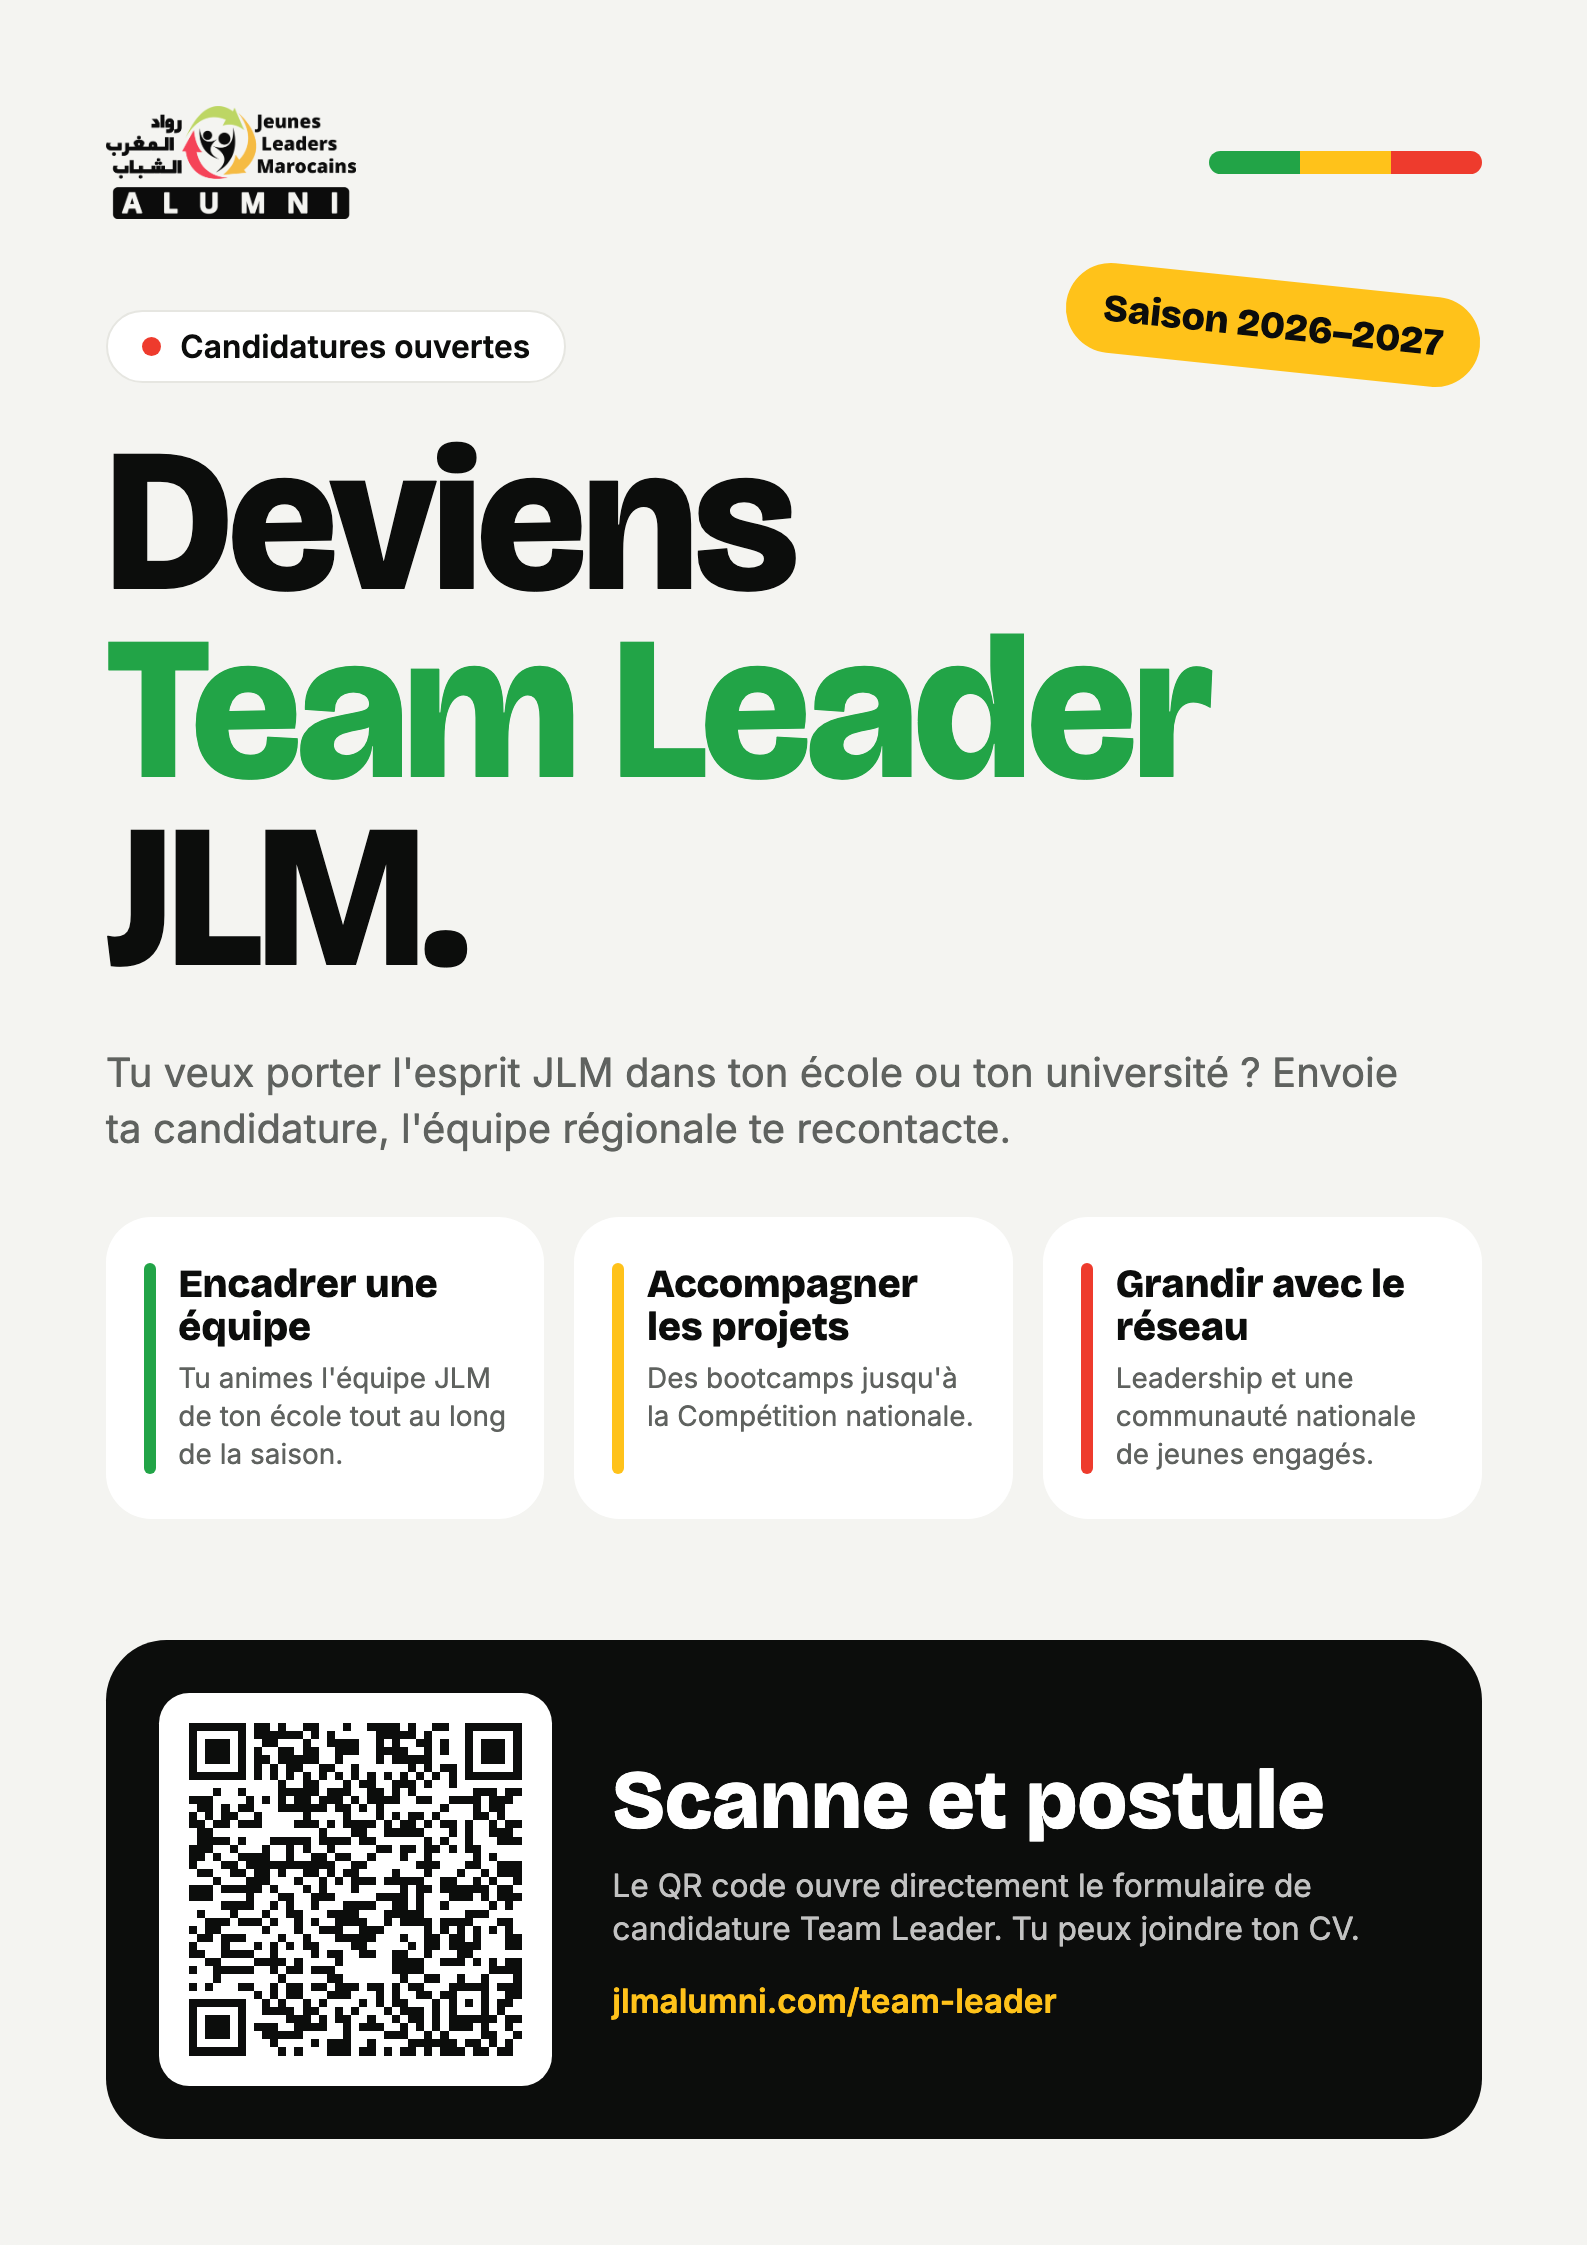 رواد
المغرب
الشباب
Jeunes
Leaders
Marocains
ALUMNI
Candidatures ouvertes
Saison 2026–2027
Deviens
Team Leader
JLM.
Tu veux porter l'esprit JLM dans ton école ou ton université ? Envoie
ta candidature, l'équipe régionale te recontacte.
Encadrer une
équipe
Tu animes l'équipe JLM
de ton école tout au long
de la saison.
Accompagner
les projets
Des bootcamps jusqu'à
la Compétition nationale.
Grandir avec le
réseau
Leadership et une
communauté nationale
de jeunes engagés.
Scanne et postule
Le QR code ouvre directement le formulaire de
candidature Team Leader. Tu peux joindre ton CV.
jlmalumni.com/team-leader